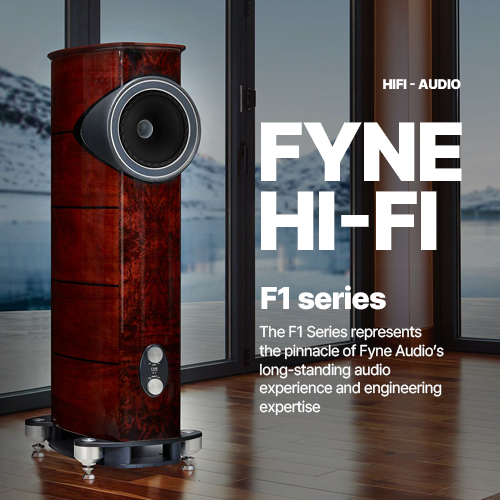 HIFI - AUDIO
FYNE
HI-FI
F1 series
The F1 Series represents
the pinnacle of Fyne Audio's
long-standing audio
experience and engineering
expertise